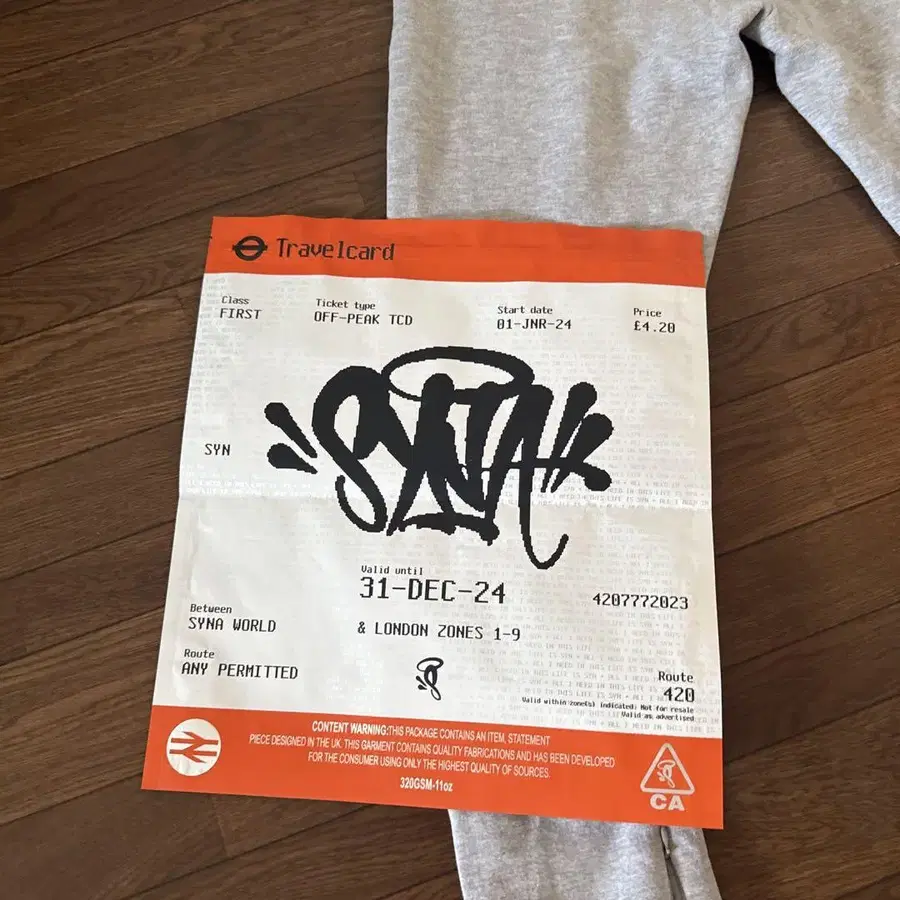 Travelcard
Class
FIRST
Ticket type
OFF-PEAK TCD
Start date
01-JNR-24
Price
£4.20
SYNA
SYN
Valid until
31-DEC-24
4207772023
Between
SYNA WORLD
& LONDON ZONES 1-9
Route
ANY PERMITTED
Route
420
Valid within zone(s) indicated: Not for resale
Valid as advertised
CONTENT WARNING:THIS PACKAGE CONTAINS AN ITEM, STATEMENT
PIECE DESIGNED IN THE UK. THIS GARMENT CONTAINS QUALITY FABRICATIONS AND HAS BEEN DEVELOPED
FOR THE CONSUMER USING ONLY THE HIGHEST QUALITY OF SOURCES.
320GSM-11oz
CA